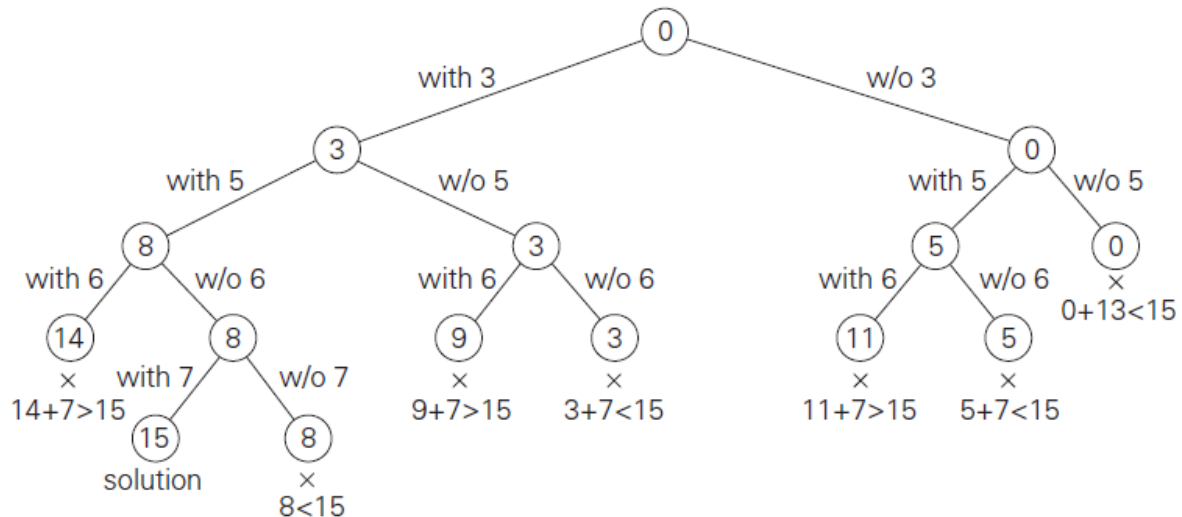 0
with 3 w/o 3
3 0
with 5 w/o 5 with 5 w/o 5
8 3 5 0
with 6 w/o 6 with 6 w/o 6 with 6 w/o 6 ×
0+13<15
14 8 9 3 11 5
× with 7 w/o 7 × × × ×
14+7>15 9+7>15 3+7<15 11+7>15 5+7<15
15 8
solution ×
8<15